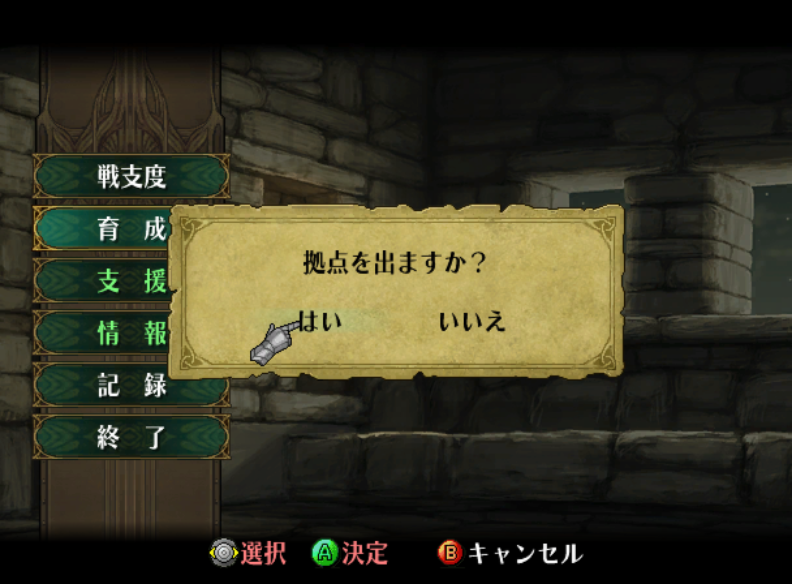 戦支度
育成
支援
情報
記録
終了
拠点を出ますか?
はい いいえ
選択 A 決定 B キャンセル